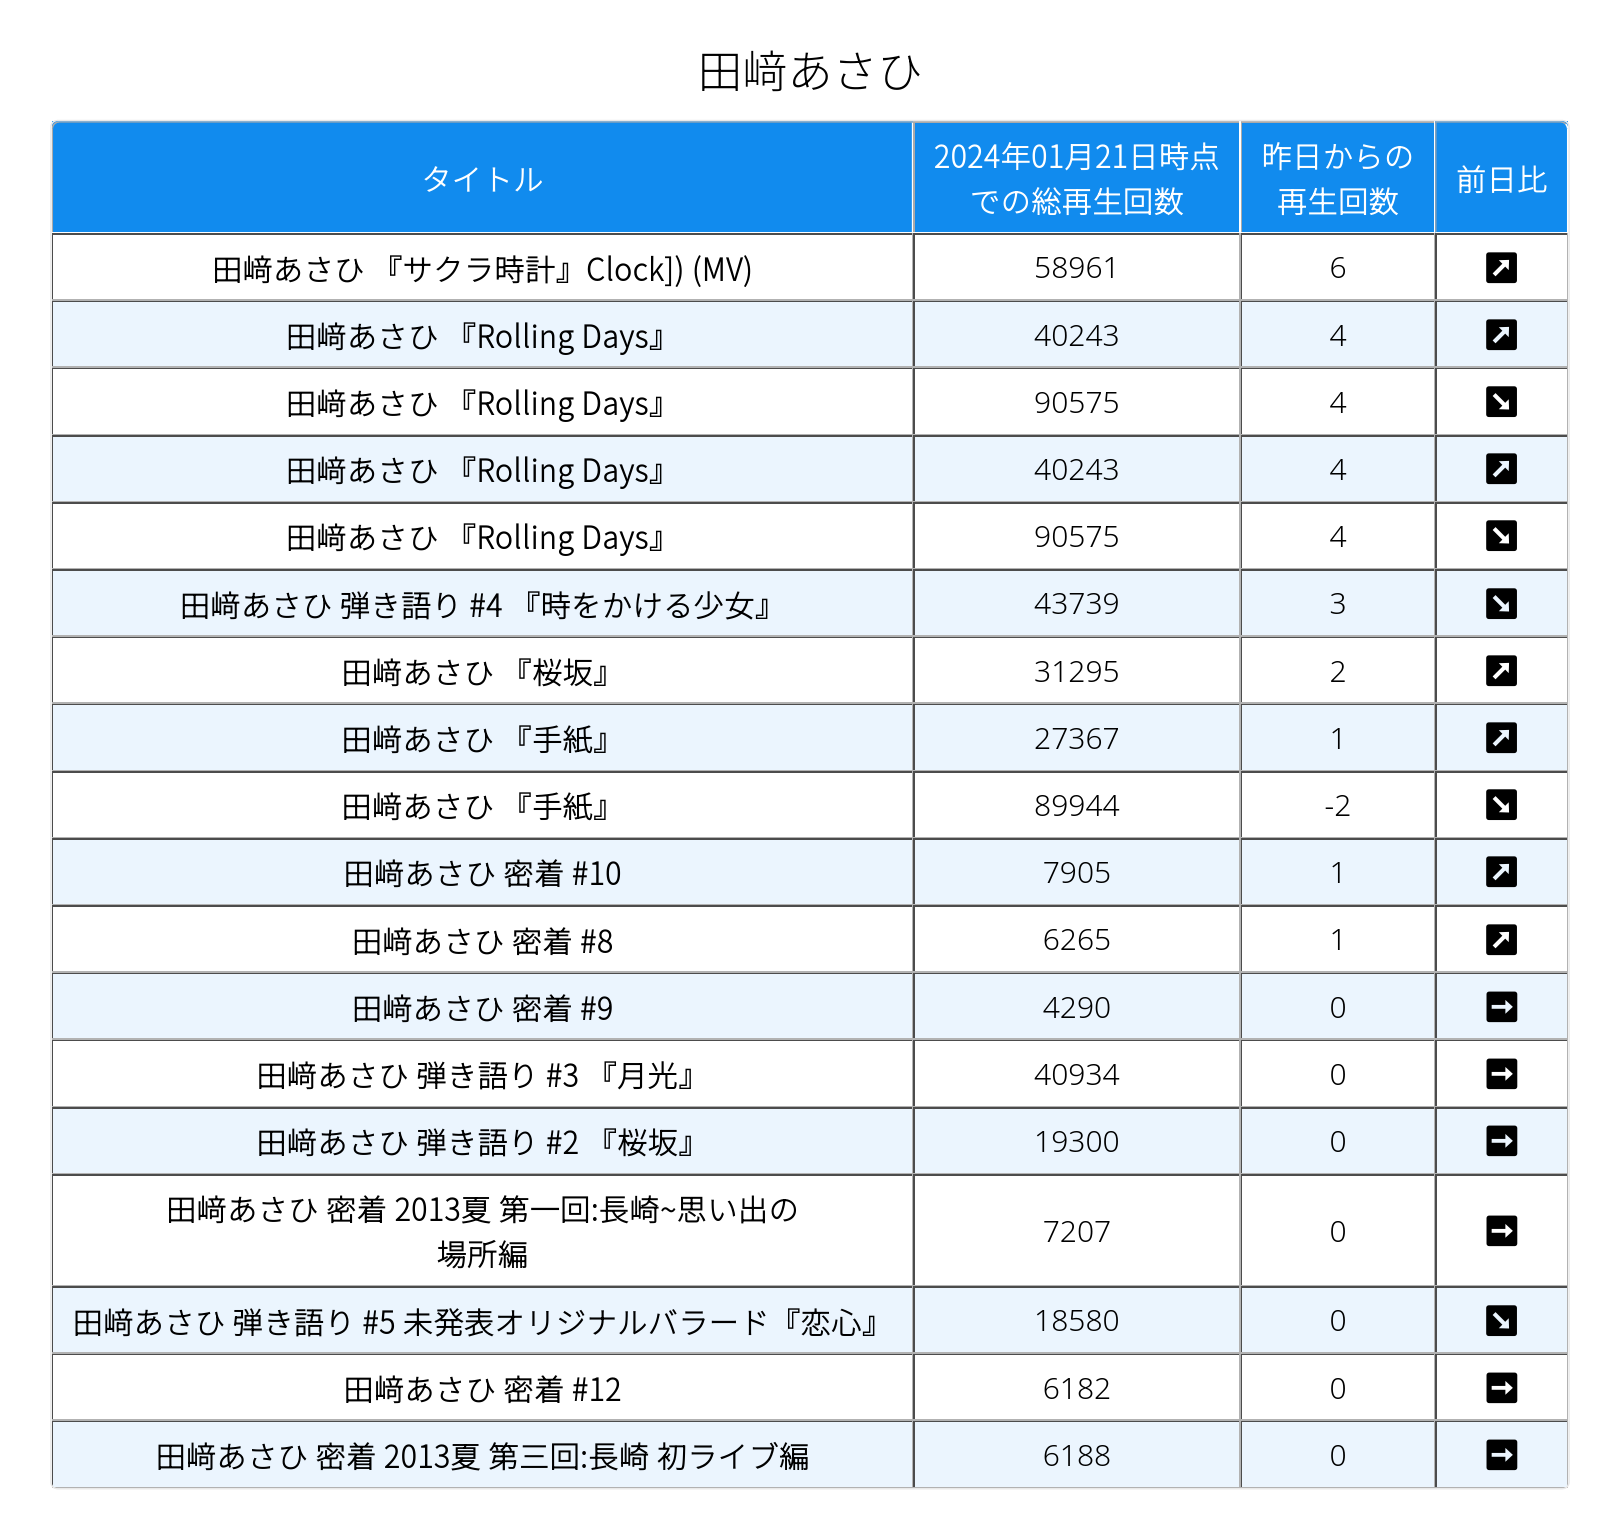 田﨑あさひ
タイトル
2024年01月21日時点
での総再生回数
昨日からの
再生回数
前日比
田﨑あさひ 『サクラ時計』Clock]) (MV) 58961 6
田﨑あさひ 『Rolling Days』 40243 4
田﨑あさひ 『Rolling Days』 90575 4
田﨑あさひ 『Rolling Days』 40243 4
田﨑あさひ 『Rolling Days』 90575 4
田﨑あさひ 弾き語り #4 『時をかける少女』 43739 3
田﨑あさひ 『桜坂』 31295 2
田﨑あさひ 『手紙』 27367 1
田﨑あさひ 『手紙』 89944 -2
田﨑あさひ 密着 #10 7905 1
田﨑あさひ 密着 #8 6265 1
田﨑あさひ 密着 #9 4290 0
田﨑あさひ 弾き語り #3 『月光』 40934 0
田﨑あさひ 弾き語り #2 『桜坂』 19300 0
田﨑あさひ 密着 2013夏 第一回:長崎~思い出の
場所編 7207 0
田﨑あさひ 弾き語り #5 未発表オリジナルバラード『恋心』 18580 0
田﨑あさひ 密着 #12 6182 0
田﨑あさひ 密着 2013夏 第三回:長崎 初ライブ編 6188 0